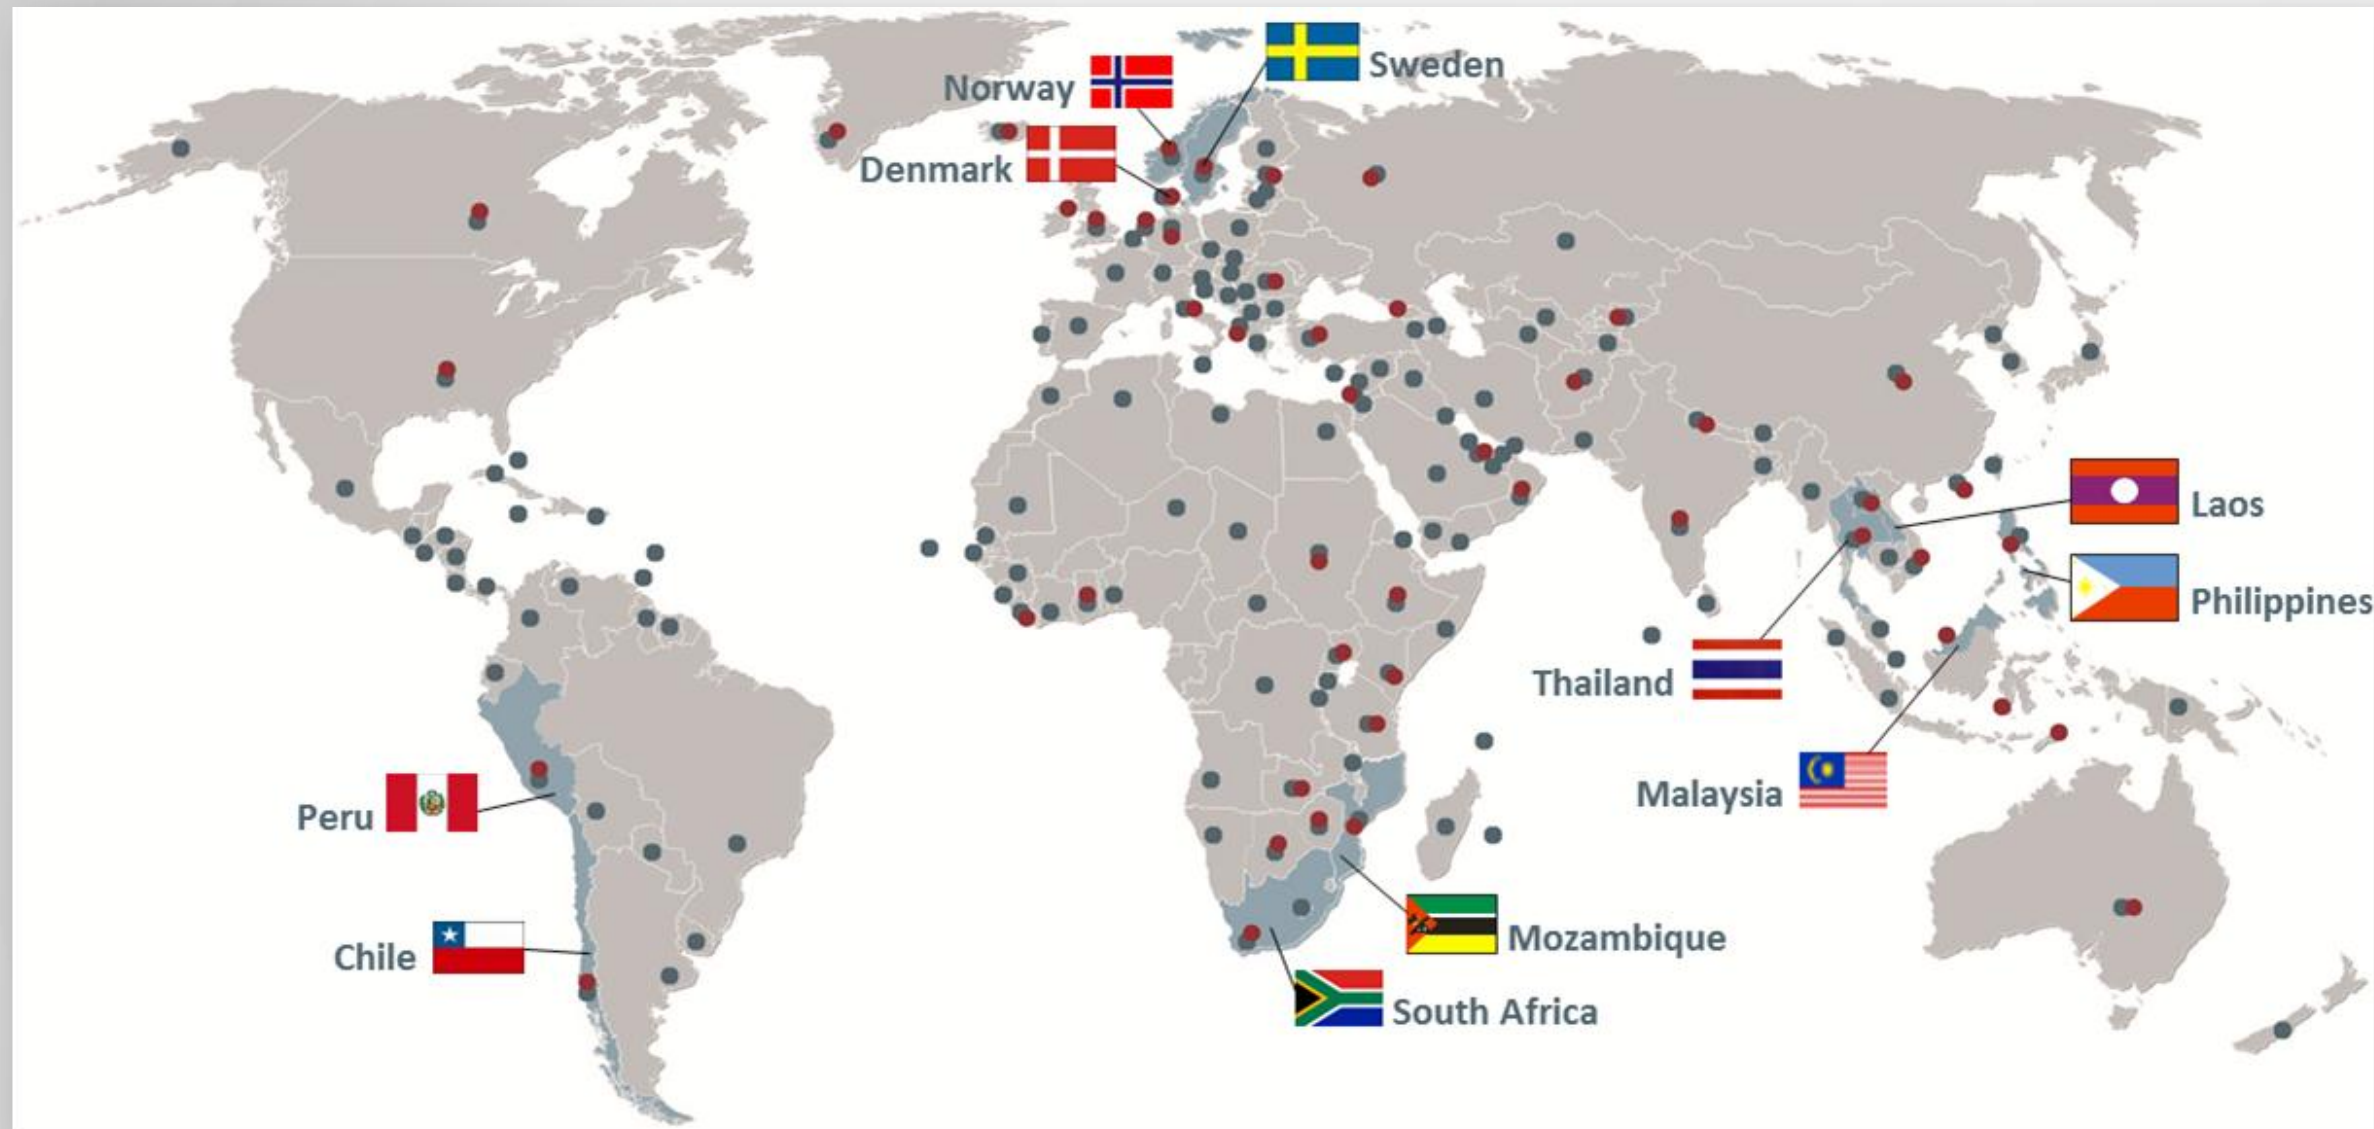 Sweden
Norway
Denmark
Laos
Philippines
Thailand
Malaysia
Peru
Mozambique
Chile
South Africa